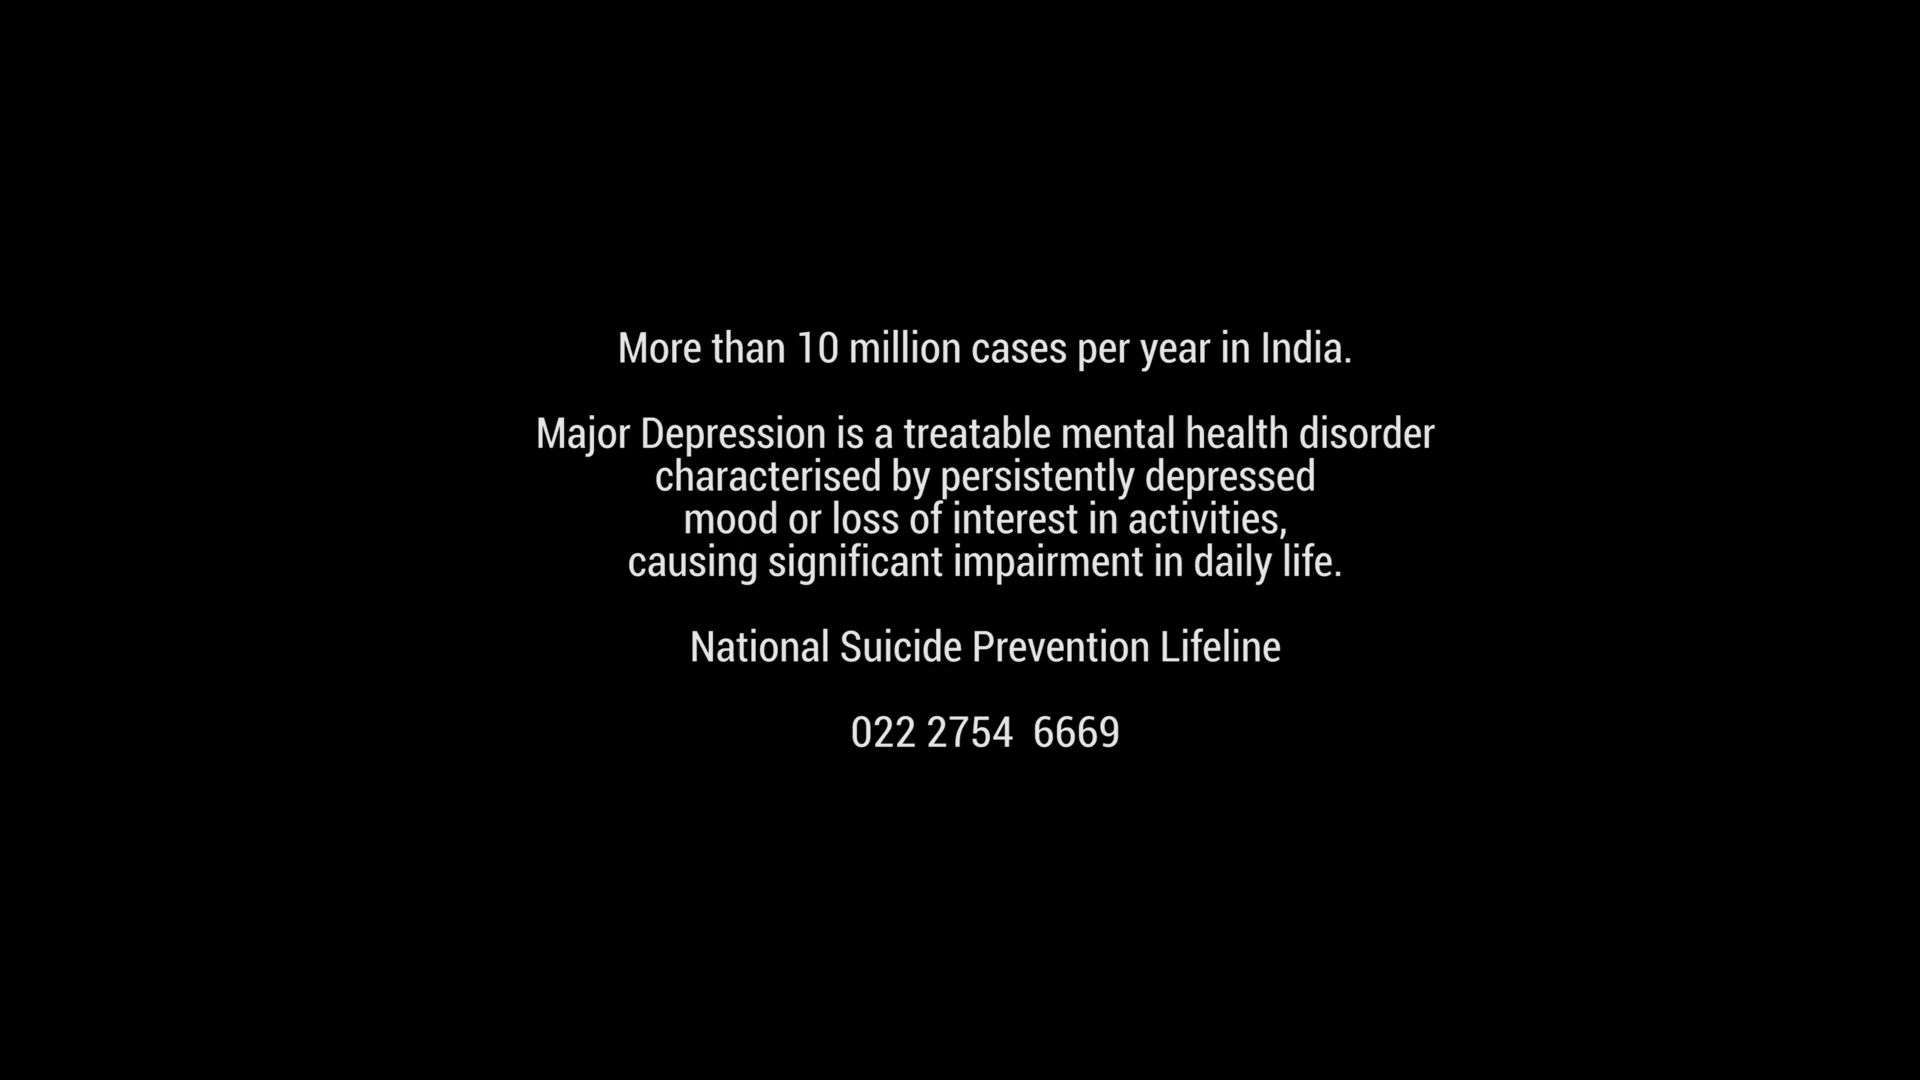 More than 10 million cases per year in India.
Major Depression is a treatable mental health disorder
characterised by persistently depressed
mood or loss of interest in activities,
causing significant impairment in daily life.
National Suicide Prevention Lifeline
022 2754  6669